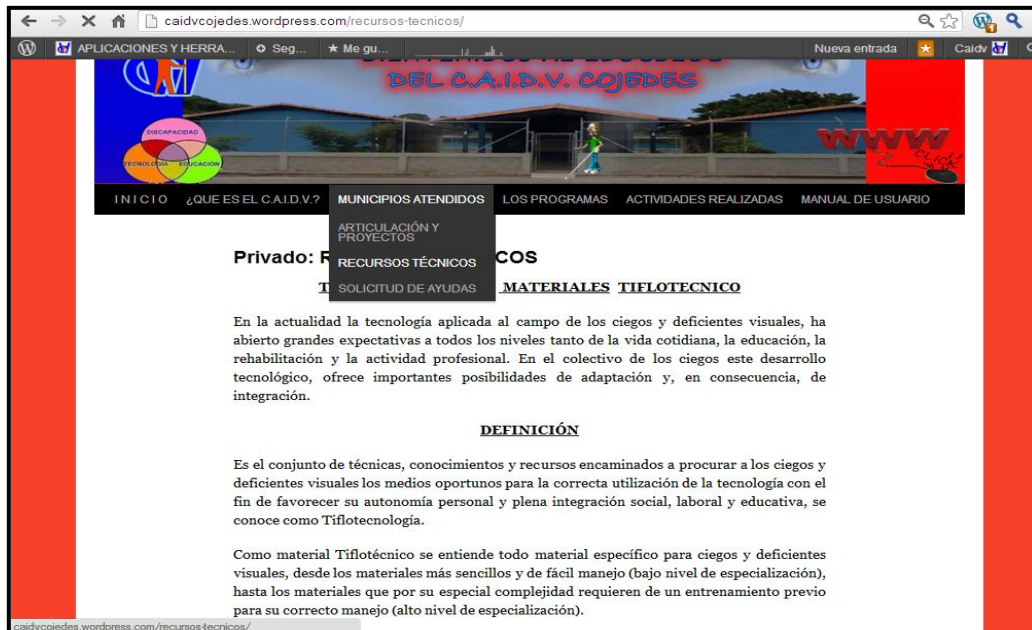 caidvcojedes.wordpress.com/recursos-tecnicos/
APLICACIONES Y HERRA... Seg... Me gu... Nueva entrada Caidv
DEL C.A.I.D.V. COJEDES
DISCAPACIDAD
TECNOLOGÍA EDUCACIÓN
WWW
CLICK!
INICIO ¿QUE ES EL C.A.I.D.V.? MUNICIPIOS ATENDIDOS LOS PROGRAMAS ACTIVIDADES REALIZADAS MANUAL DE USUARIO
ARTICULACIÓN Y
PROYECTOS
RECURSOS TÉCNICOS
SOLICITUD DE AYUDAS
Privado: R COS
T MATERIALES TIFLOTECNICO
En la actualidad la tecnología aplicada al campo de los ciegos y deficientes visuales, ha
abierto grandes expectativas a todos los niveles tanto de la vida cotidiana, la educación, la
rehabilitación y la actividad profesional. En el colectivo de los ciegos este desarrollo
tecnológico, ofrece importantes posibilidades de adaptación y, en consecuencia, de
integración.
DEFINICIÓN
Es el conjunto de técnicas, conocimientos y recursos encaminados a procurar a los ciegos y
deficientes visuales los medios oportunos para la correcta utilización de la tecnología con el
fin de favorecer su autonomía personal y plena integración social, laboral y educativa, se
conoce como Tiflotecnología.
Como material Tiflotécnico se entiende todo material específico para ciegos y deficientes
visuales, desde los materiales más sencillos y de fácil manejo (bajo nivel de especialización),
hasta los materiales que por su especial complejidad requieren de un entrenamiento previo
para su correcto manejo (alto nivel de especialización).
caidvcojedes.wordpress.com/recursos-tecnicos/